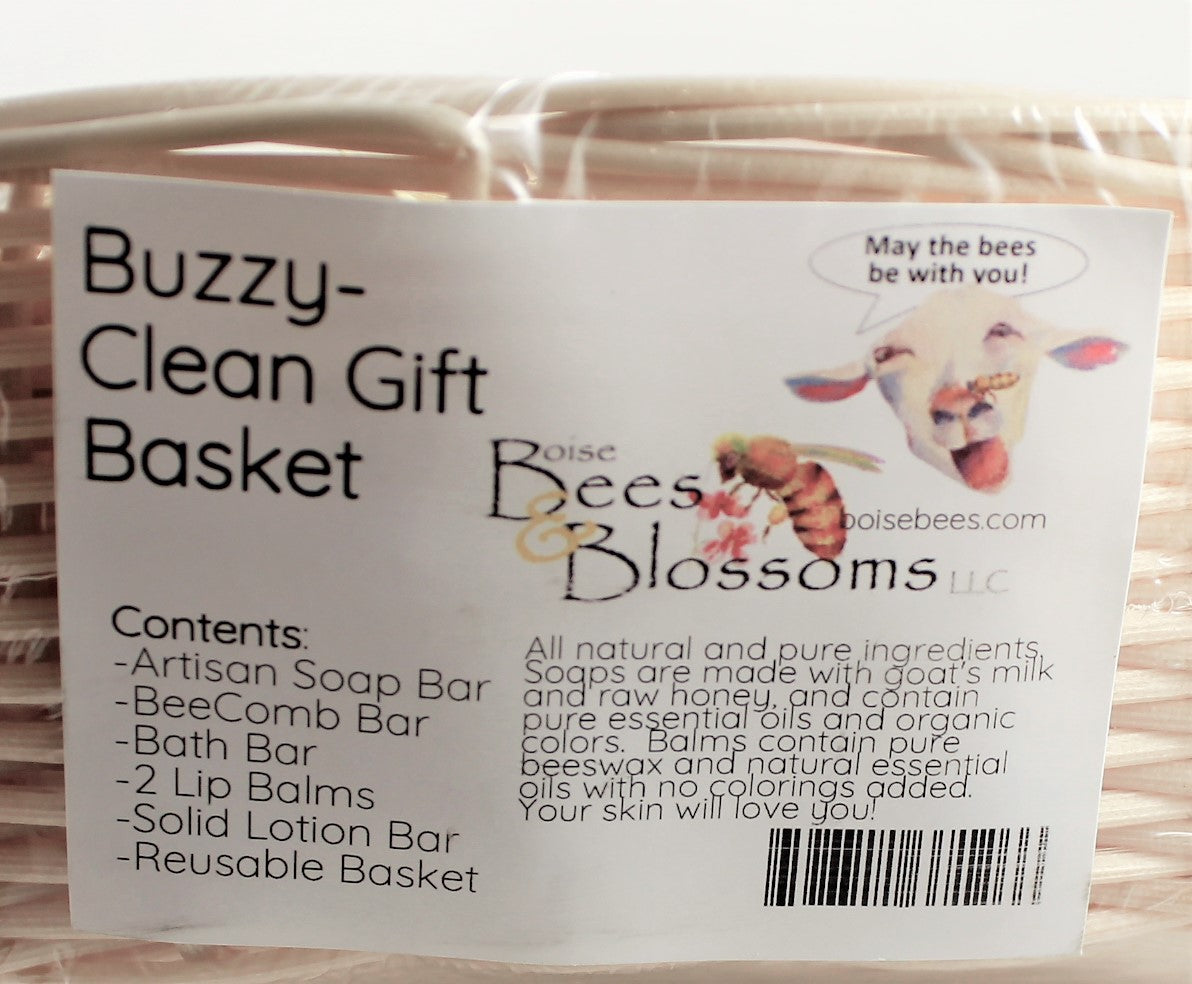 Buzzy-
Clean Gift
Basket
May the bees
be with you!
Boise
Bees
&
Blossoms LLC
boisebees.com
Contents:
-Artisan Soap Bar
-BeeComb Bar
-Bath Bar
-2 Lip Balms
-Solid Lotion Bar
-Reusable Basket
All natural and pure ingredients.
Soaps are made with goat's milk
and raw honey, and contain
pure essential oils and organic
colors.  Balms contain pure
beeswax and natural essential
oils with no colorings added.
Your skin will love you!